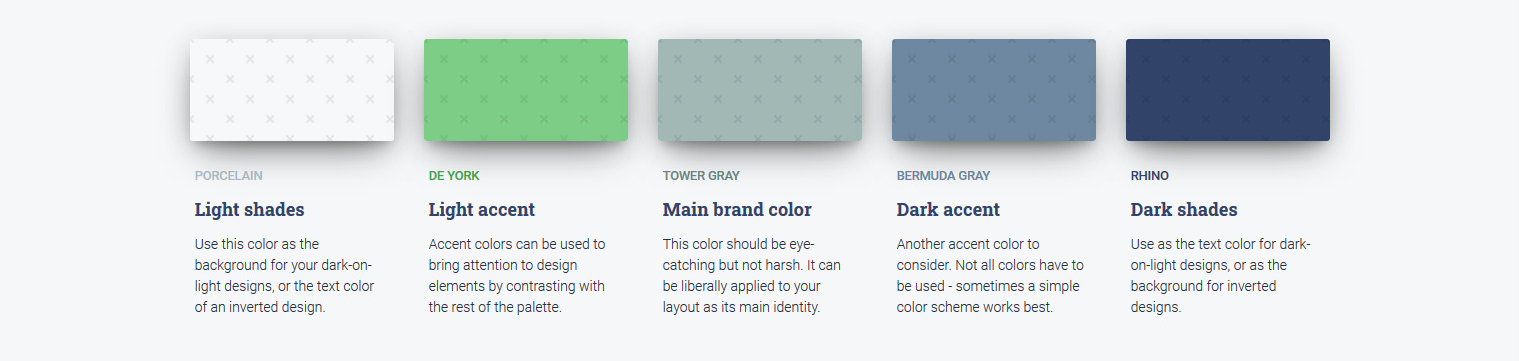 PORCELAIN
Light shades
Use this color as the
background for your dark-on-
light designs, or the text color
of an inverted design.
DE YORK
Light accent
Accent colors can be used to
bring attention to design
elements by contrasting with
the rest of the palette.
TOWER GRAY
Main brand color
This color should be eye-
catching but not harsh. It can
be liberally applied to your
layout as its main identity.
BERMUDA GRAY
Dark accent
Another accent color to
consider. Not all colors have to
be used - sometimes a simple
color scheme works best.
RHINO
Dark shades
Use as the text color for dark-
on-light designs, or as the
background for inverted
designs.